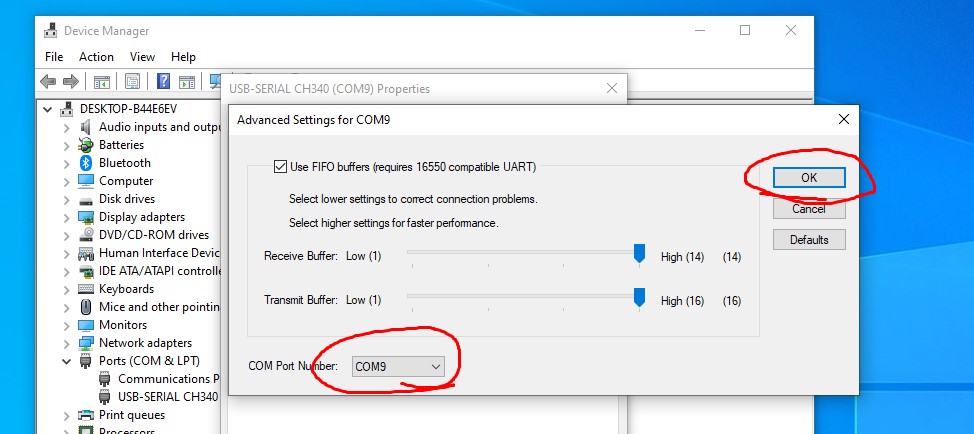 Device Manager
File Action View Help
USB-SERIAL CH340 (COM9) Properties
Advanced Settings for COM9
DESKTOP-B44E6EV
Audio inputs and outpu
Batteries
Bluetooth
Computer
Disk drives
Display adapters
DVD/CD-ROM drives
Human Interface Devic
IDE ATA/ATAPI controlle
Keyboards
Mice and other pointin
Monitors
Network adapters
Ports (COM & LPT)
Communications P
USB-SERIAL CH340
Print queues
Processors
Use FIFO buffers (requires 16550 compatible UART)
Select lower settings to correct connection problems.
Select higher settings for faster performance.
Receive Buffer: Low (1) High (14) (14)
Transmit Buffer: Low (1) High (16) (16)
COM Port Number: COM9
OK
Cancel
Defaults